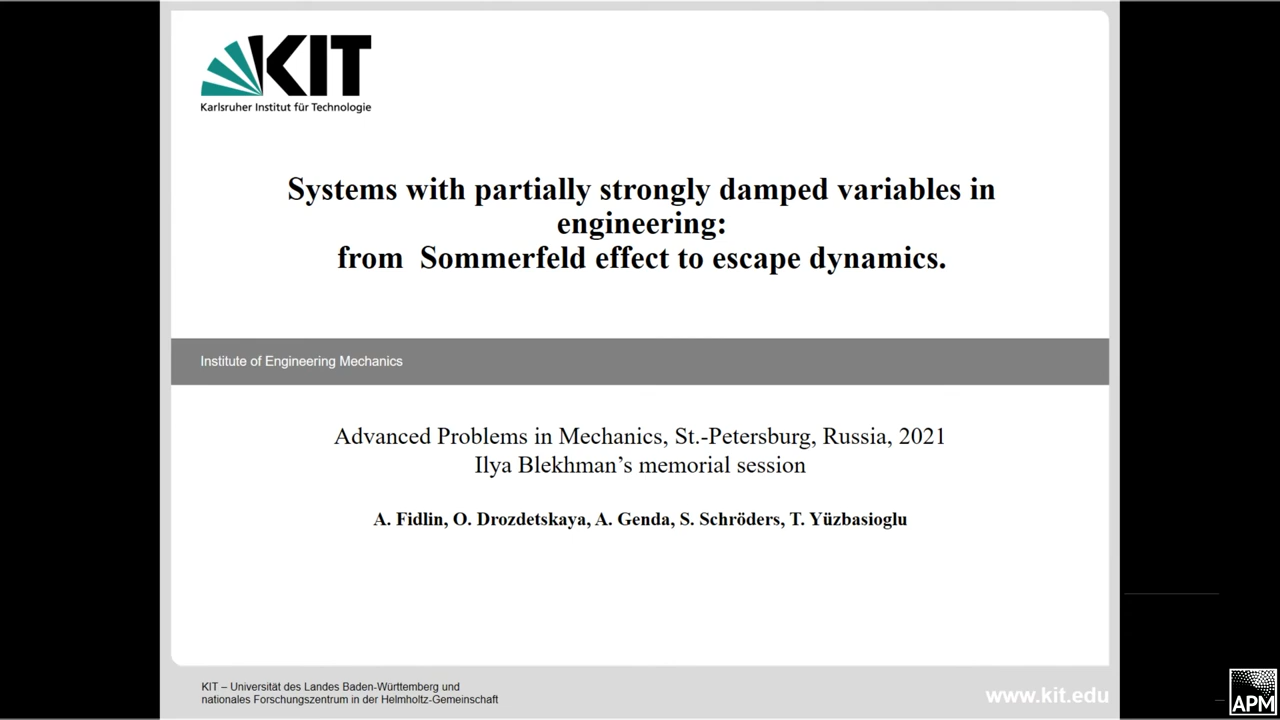 KIT
Karlsruher Institut für Technologie
Systems with partially strongly damped variables in
engineering:
from Sommerfeld effect to escape dynamics.
Institute of Engineering Mechanics
Advanced Problems in Mechanics, St.-Petersburg, Russia, 2021
Ilya Blekhman’s memorial session
A. Fidlin, O. Drozdetskaya, A. Genda, S. Schröders, T. Yüzbasioglu
KIT – Universität des Landes Baden-Württemberg und
nationales Forschungszentrum in der Helmholtz-Gemeinschaft
www.kit.edu
APM